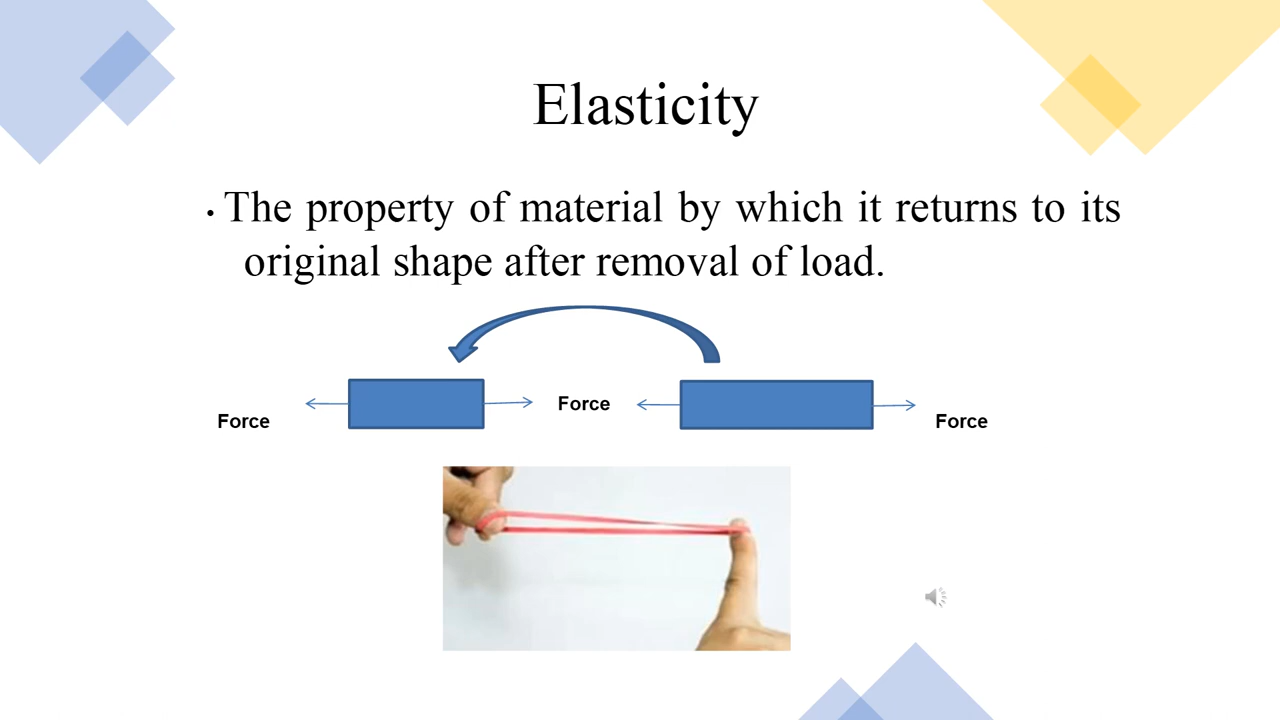 Elasticity
• The property of material by which it returns to its
original shape after removal of load.
Force
Force
Force